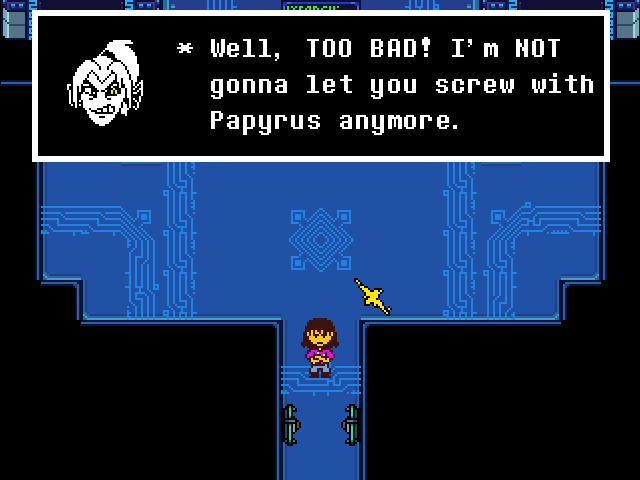 * Well, TOO BAD! I'm NOT
gonna let you screw with
Papyrus anymore.